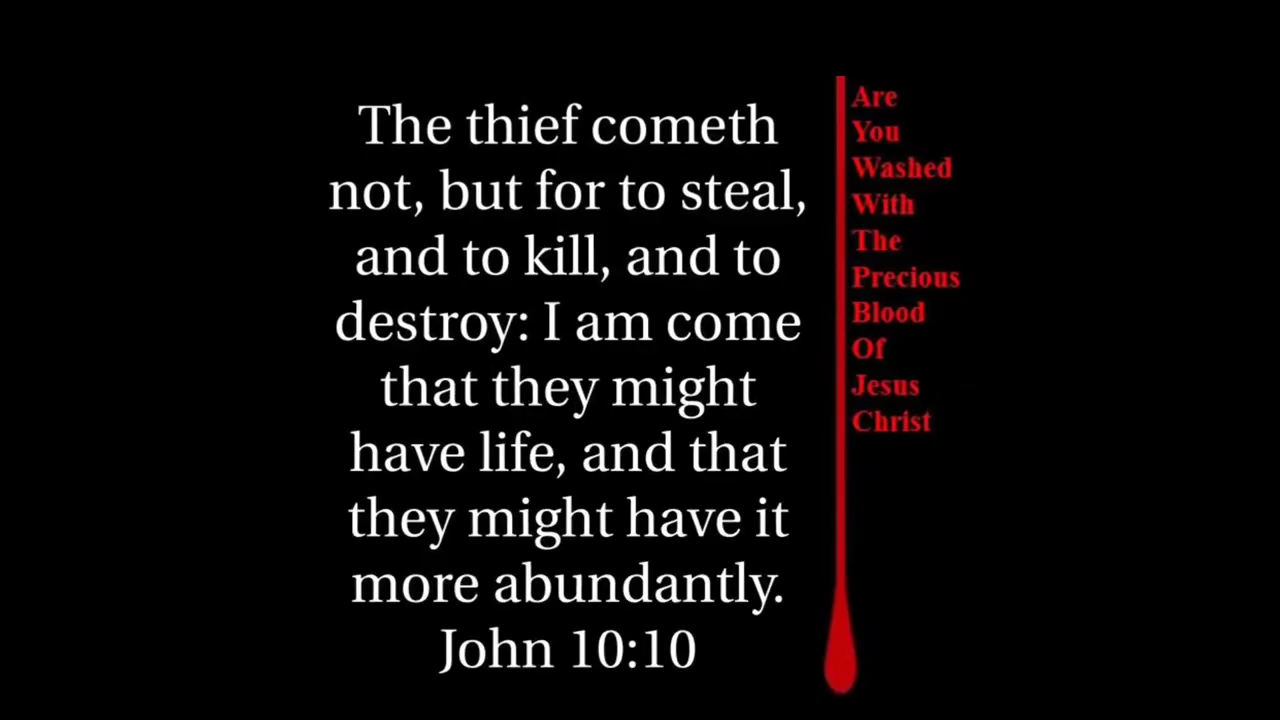 The thief cometh
not, but for to steal,
and to kill, and to
destroy: I am come
that they might
have life, and that
they might have it
more abundantly.
John 10:10
Are
You
Washed
With
The
Precious
Blood
Of
Jesus
Christ